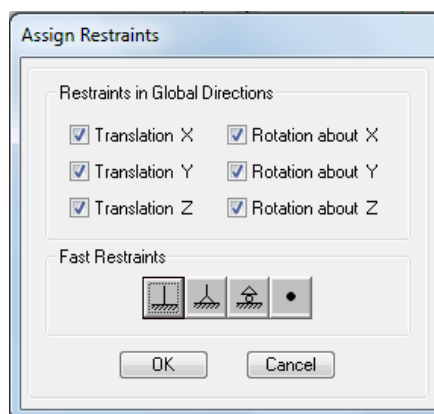 Assign Restraints
Restraints in Global Directions
Translation X Rotation about X
Translation Y Rotation about Y
Translation Z Rotation about Z
Fast Restraints
OK Cancel